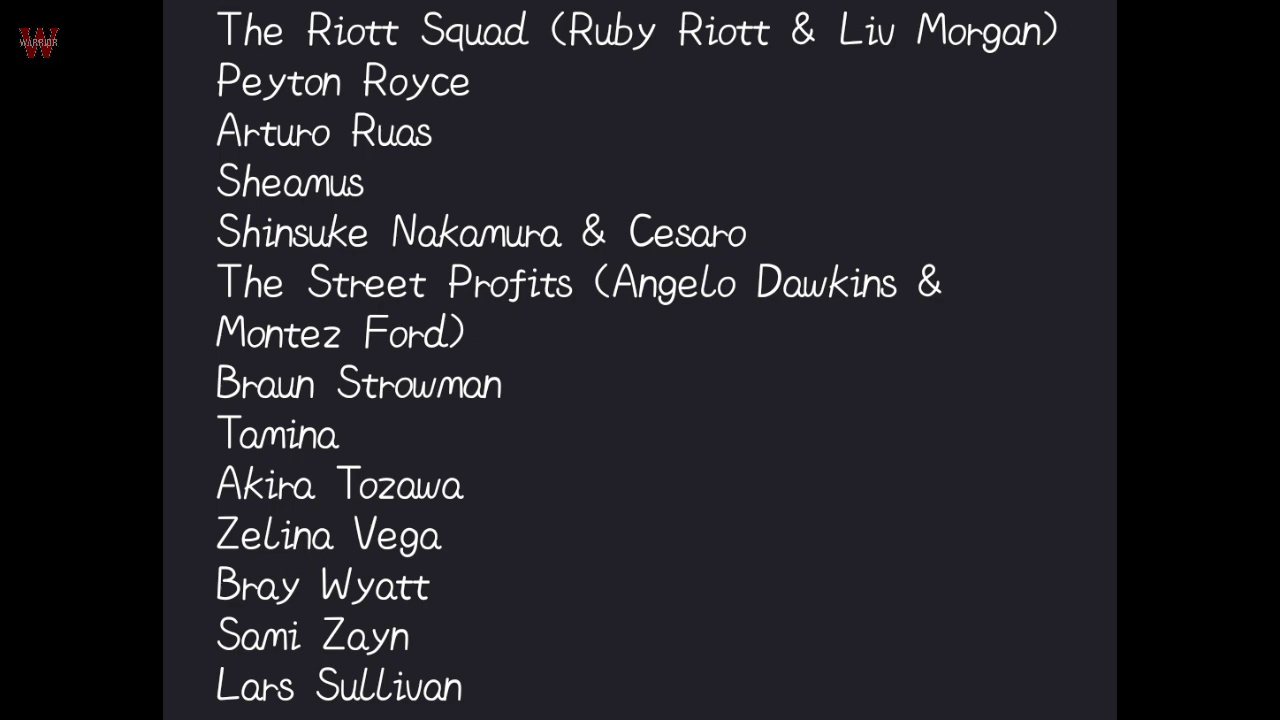 W
WARRIOR
The Riott Squad (Ruby Riott & Liv Morgan)
Peyton Royce
Arturo Ruas
Sheamus
Shinsuke Nakamura & Cesaro
The Street Profits (Angelo Dawkins &
Montez Ford)
Braun Strowman
Tamina
Akira Tozawa
Zelina Vega
Bray Wyatt
Sami Zayn
Lars Sullivan